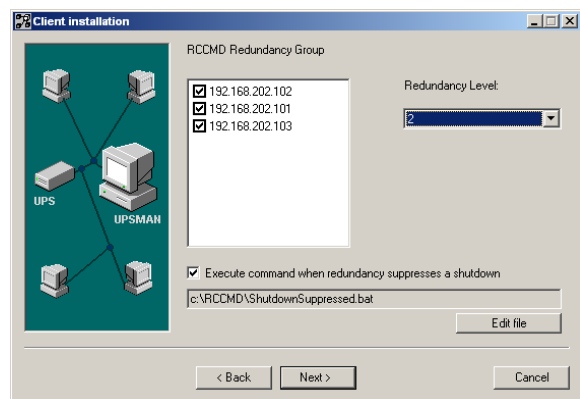 Client installation
RCCMD Redundancy Group
192.168.202.102
192.168.202.101
192.168.202.103
Redundancy Level:
2
UPS
UPSMAN
Execute command when redundancy suppresses a shutdown
c:\RCCMD\ShutdownSuppressed.bat
Edit file
< Back
Next >
Cancel